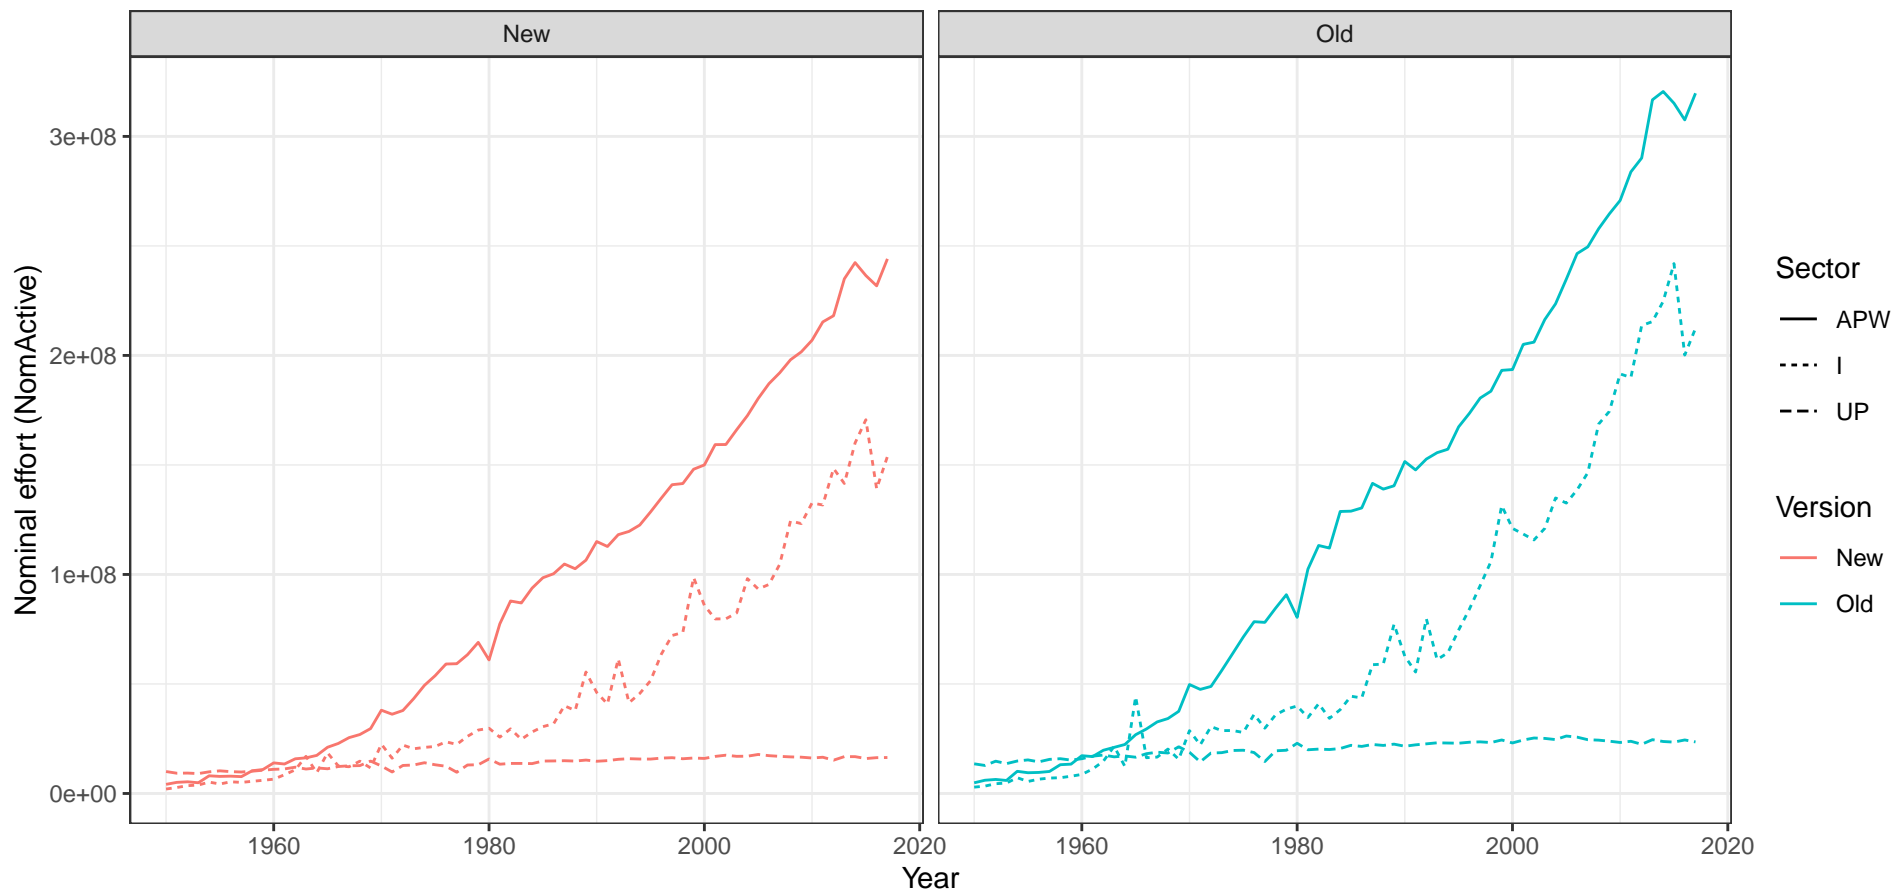 New
Old
Nominal effort (NomActive)
3e+08
2e+08
1e+08
0e+00
1960
1980
2000
2020
1960
1980
2000
2020
Year
Sector
APW
I
UP
Version
New
Old